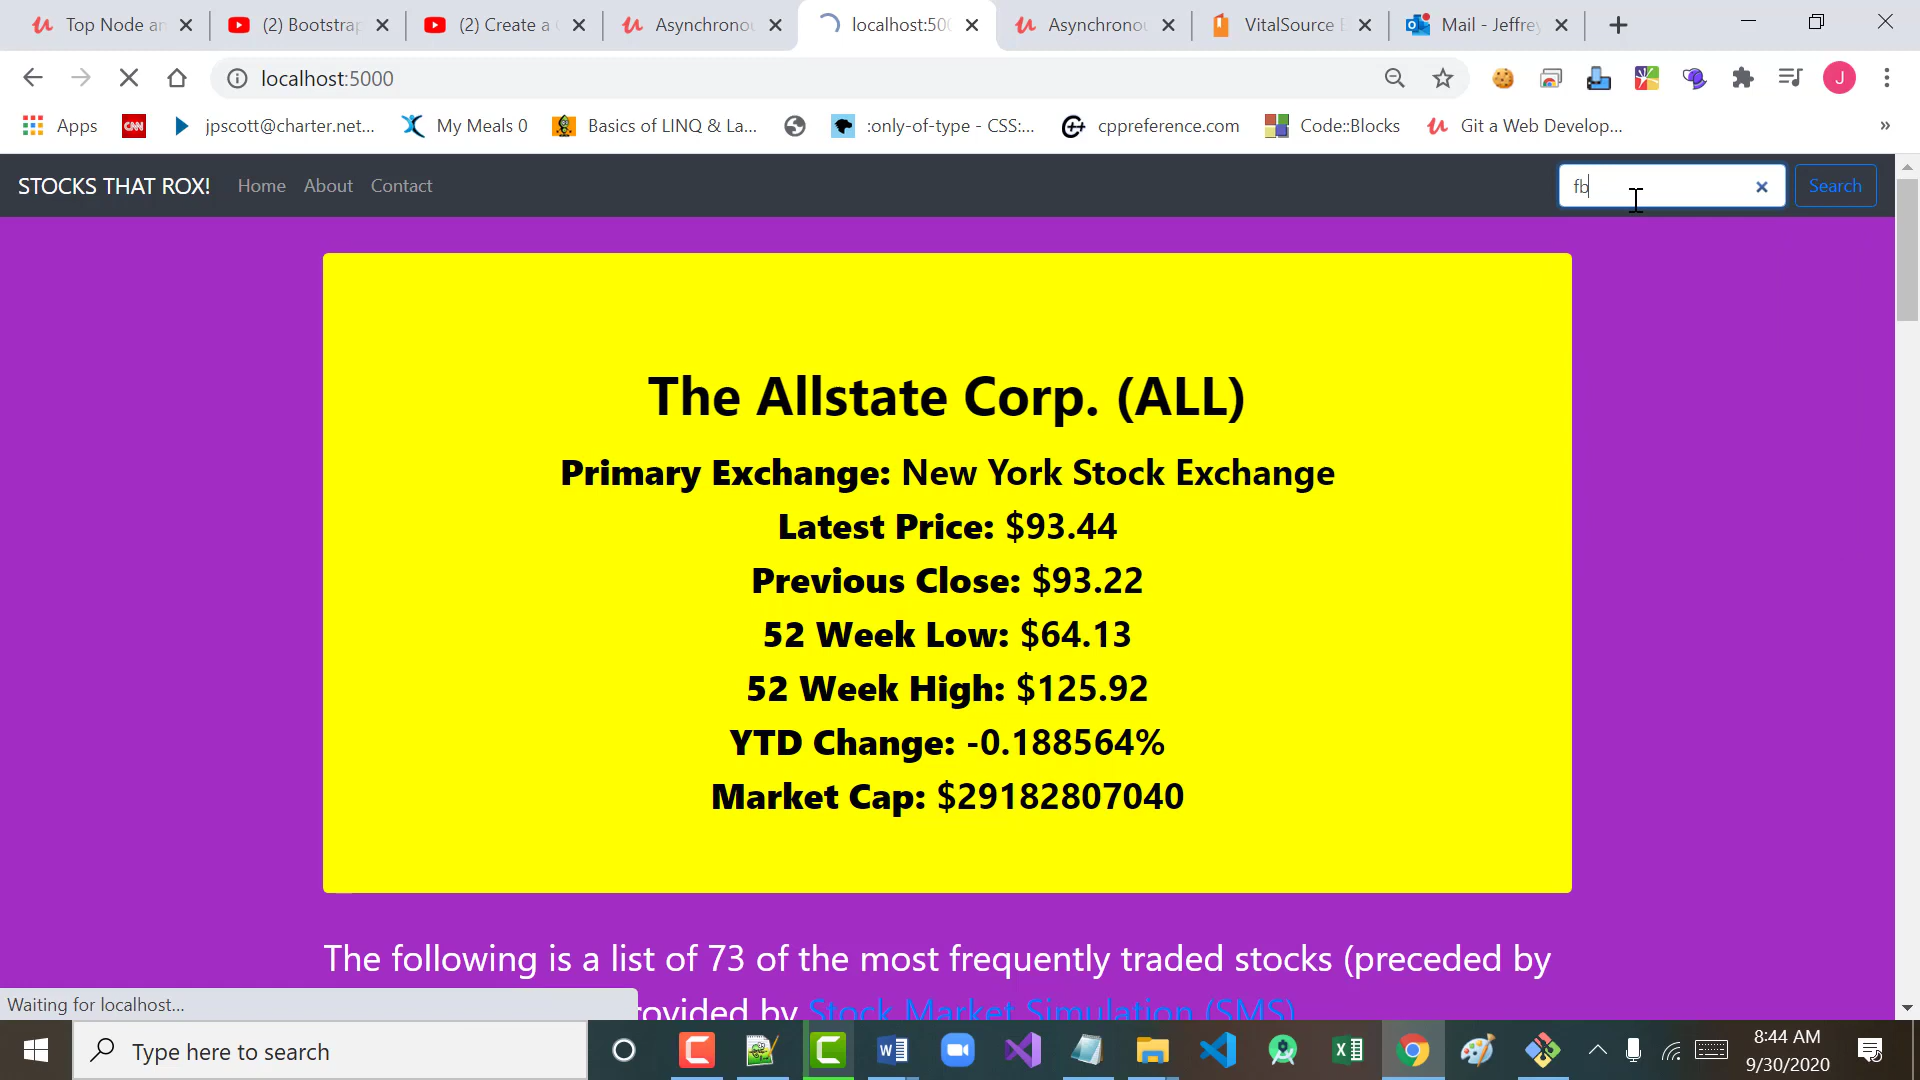 Top Node an
(2) Bootstrap
(2) Create a
Asynchronou
localhost:500
Asynchronou
VitalSource B
Mail - Jeffrey
localhost:5000
J
Apps
CNN
jpscott@charter.net...
My Meals 0
Basics of LINQ & La...
:only-of-type - CSS:...
cppreference.com
Code::Blocks
Git a Web Develop...
»
STOCKS THAT ROX!
Home
About
Contact
fb
Search
The Allstate Corp. (ALL)
Primary Exchange: New York Stock Exchange
Latest Price: $93.44
Previous Close: $93.22
52 Week Low: $64.13
52 Week High: $125.92
YTD Change: -0.188564%
Market Cap: $29182807040
The following is a list of 73 of the most frequently traded stocks (preceded by
rovided by Stock Market Simulation (SMS)
Waiting for localhost...
Type here to search
8:44 AM
9/30/2020